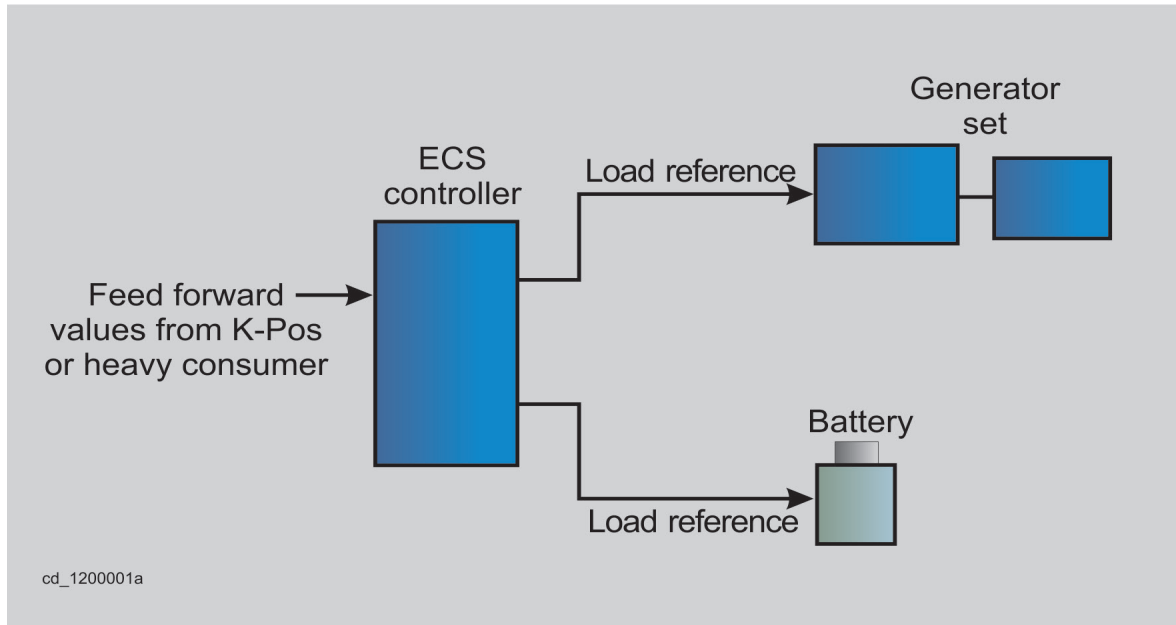 Generator
set
ECS
controller
Load reference
Feed forward
values from K-Pos
or heavy consumer
Battery
Load reference
cd_1200001a